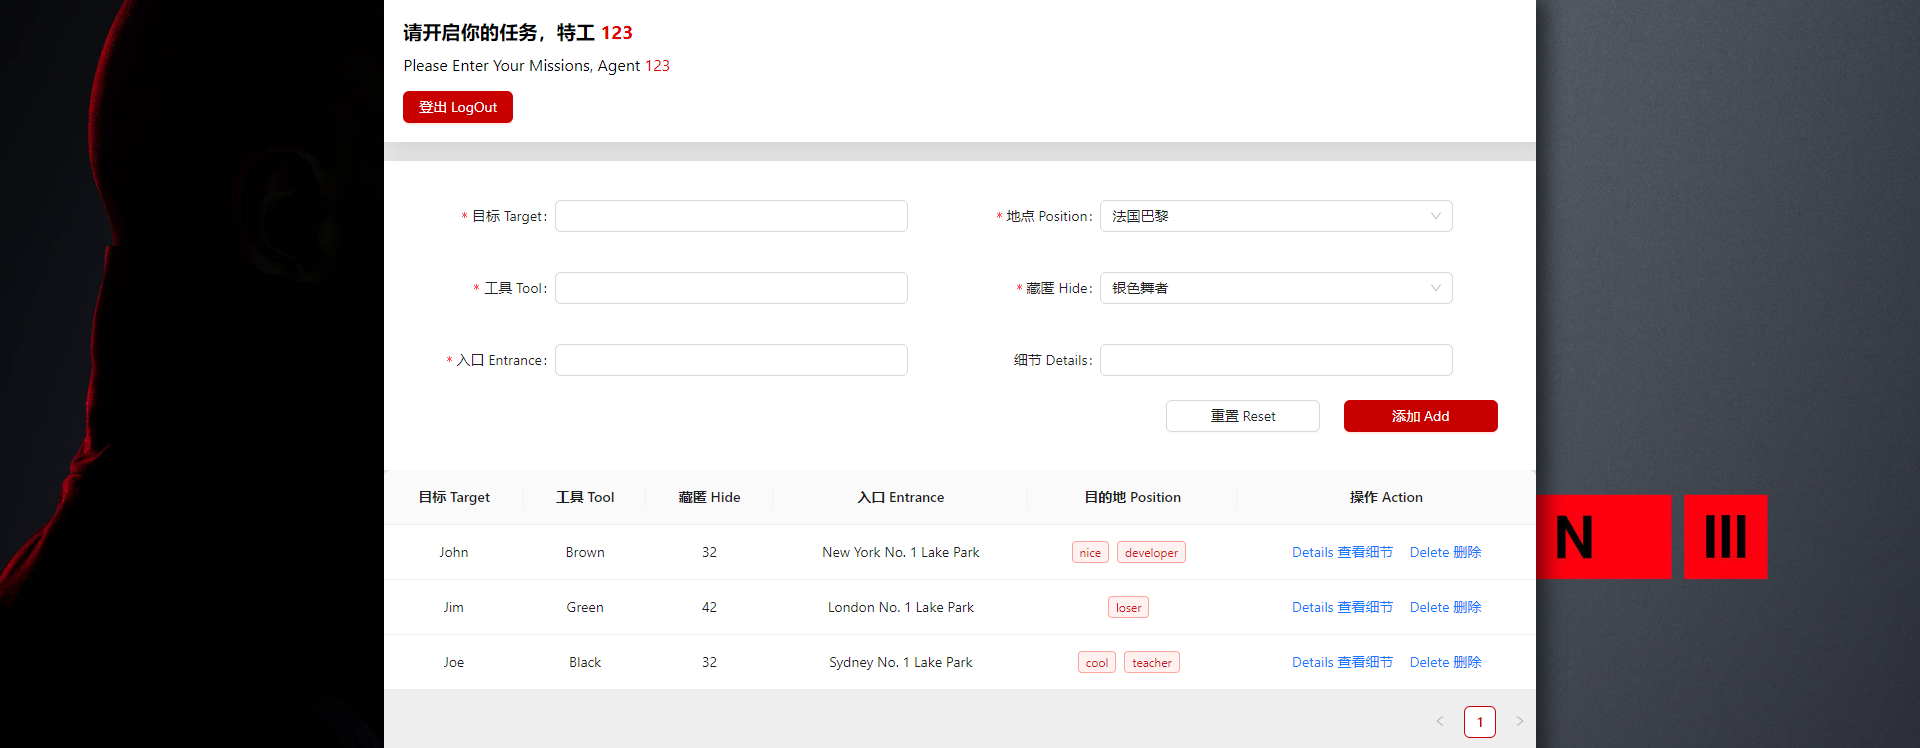 请开启你的任务，特工 123
Please Enter Your Missions, Agent 123
登出 LogOut
* 目标 Target:
* 地点 Position: 法国巴黎
* 工具 Tool:
* 藏匿 Hide: 银色舞者
* 入口 Entrance:
细节 Details:
重置 Reset 添加 Add
目标 Target 工具 Tool 藏匿 Hide 入口 Entrance 目的地 Position 操作 Action
John Brown 32 New York No. 1 Lake Park nice developer Details 查看细节 Delete 删除
N III
Jim Green 42 London No. 1 Lake Park loser Details 查看细节 Delete 删除
Joe Black 32 Sydney No. 1 Lake Park cool teacher Details 查看细节 Delete 删除
< 1 >